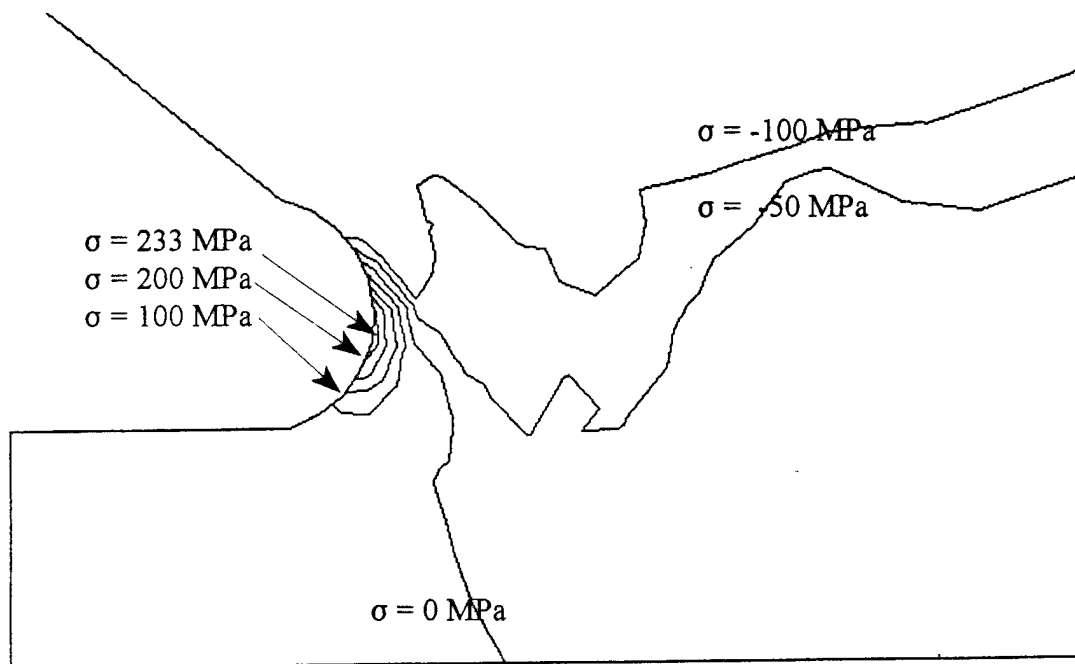 σ = -100 MPa
σ = -50 MPa
σ = 233 MPa
σ = 200 MPa
σ = 100 MPa
σ = 0 MPa